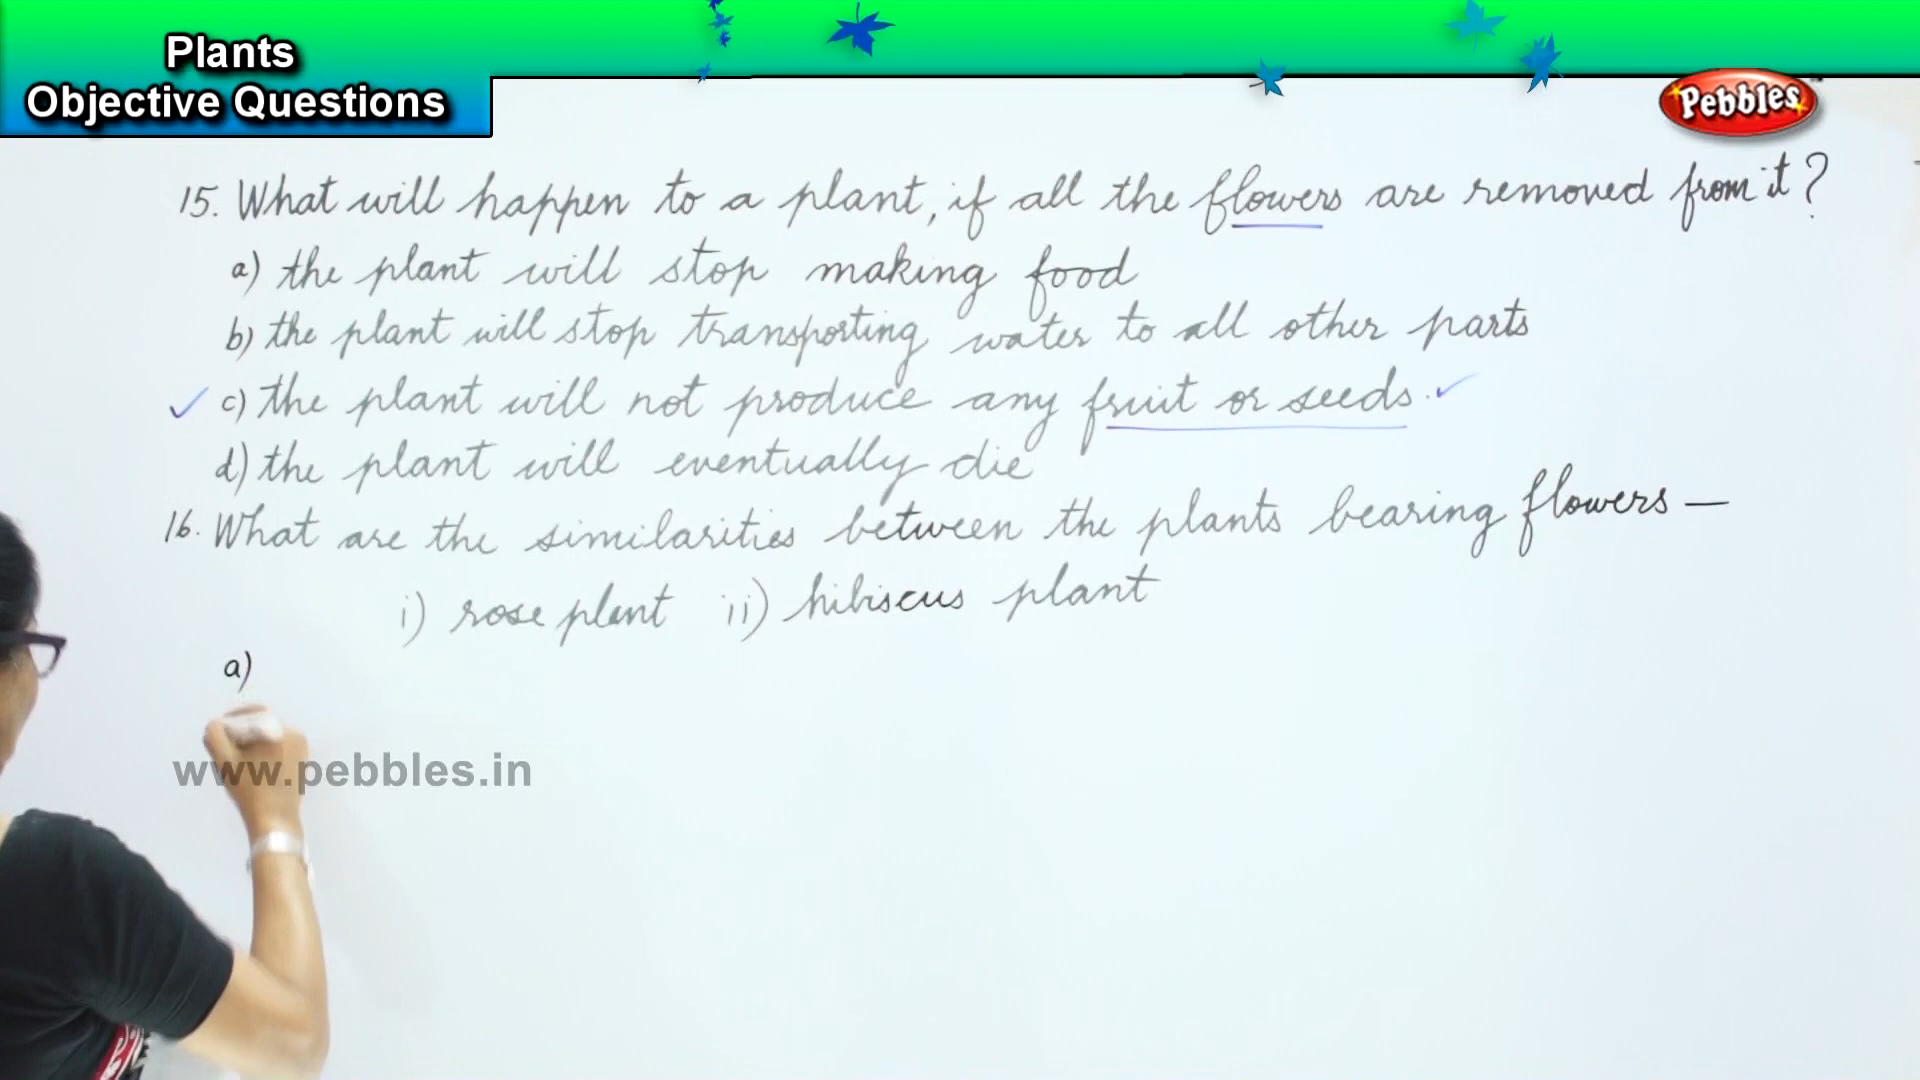 Plants
Objective Questions
Pebbles
15. What will happen to a plant, if all the flowers are removed from it?
a) the plant will stop making food
b) the plant will stop transporting water to all other parts
c) the plant will not produce any fruit or seeds.
d) the plant will eventually die
16. What are the similarities between the plants bearing flowers —
i) rose plant ii) hibiscus plant
a)
www.pebbles.in